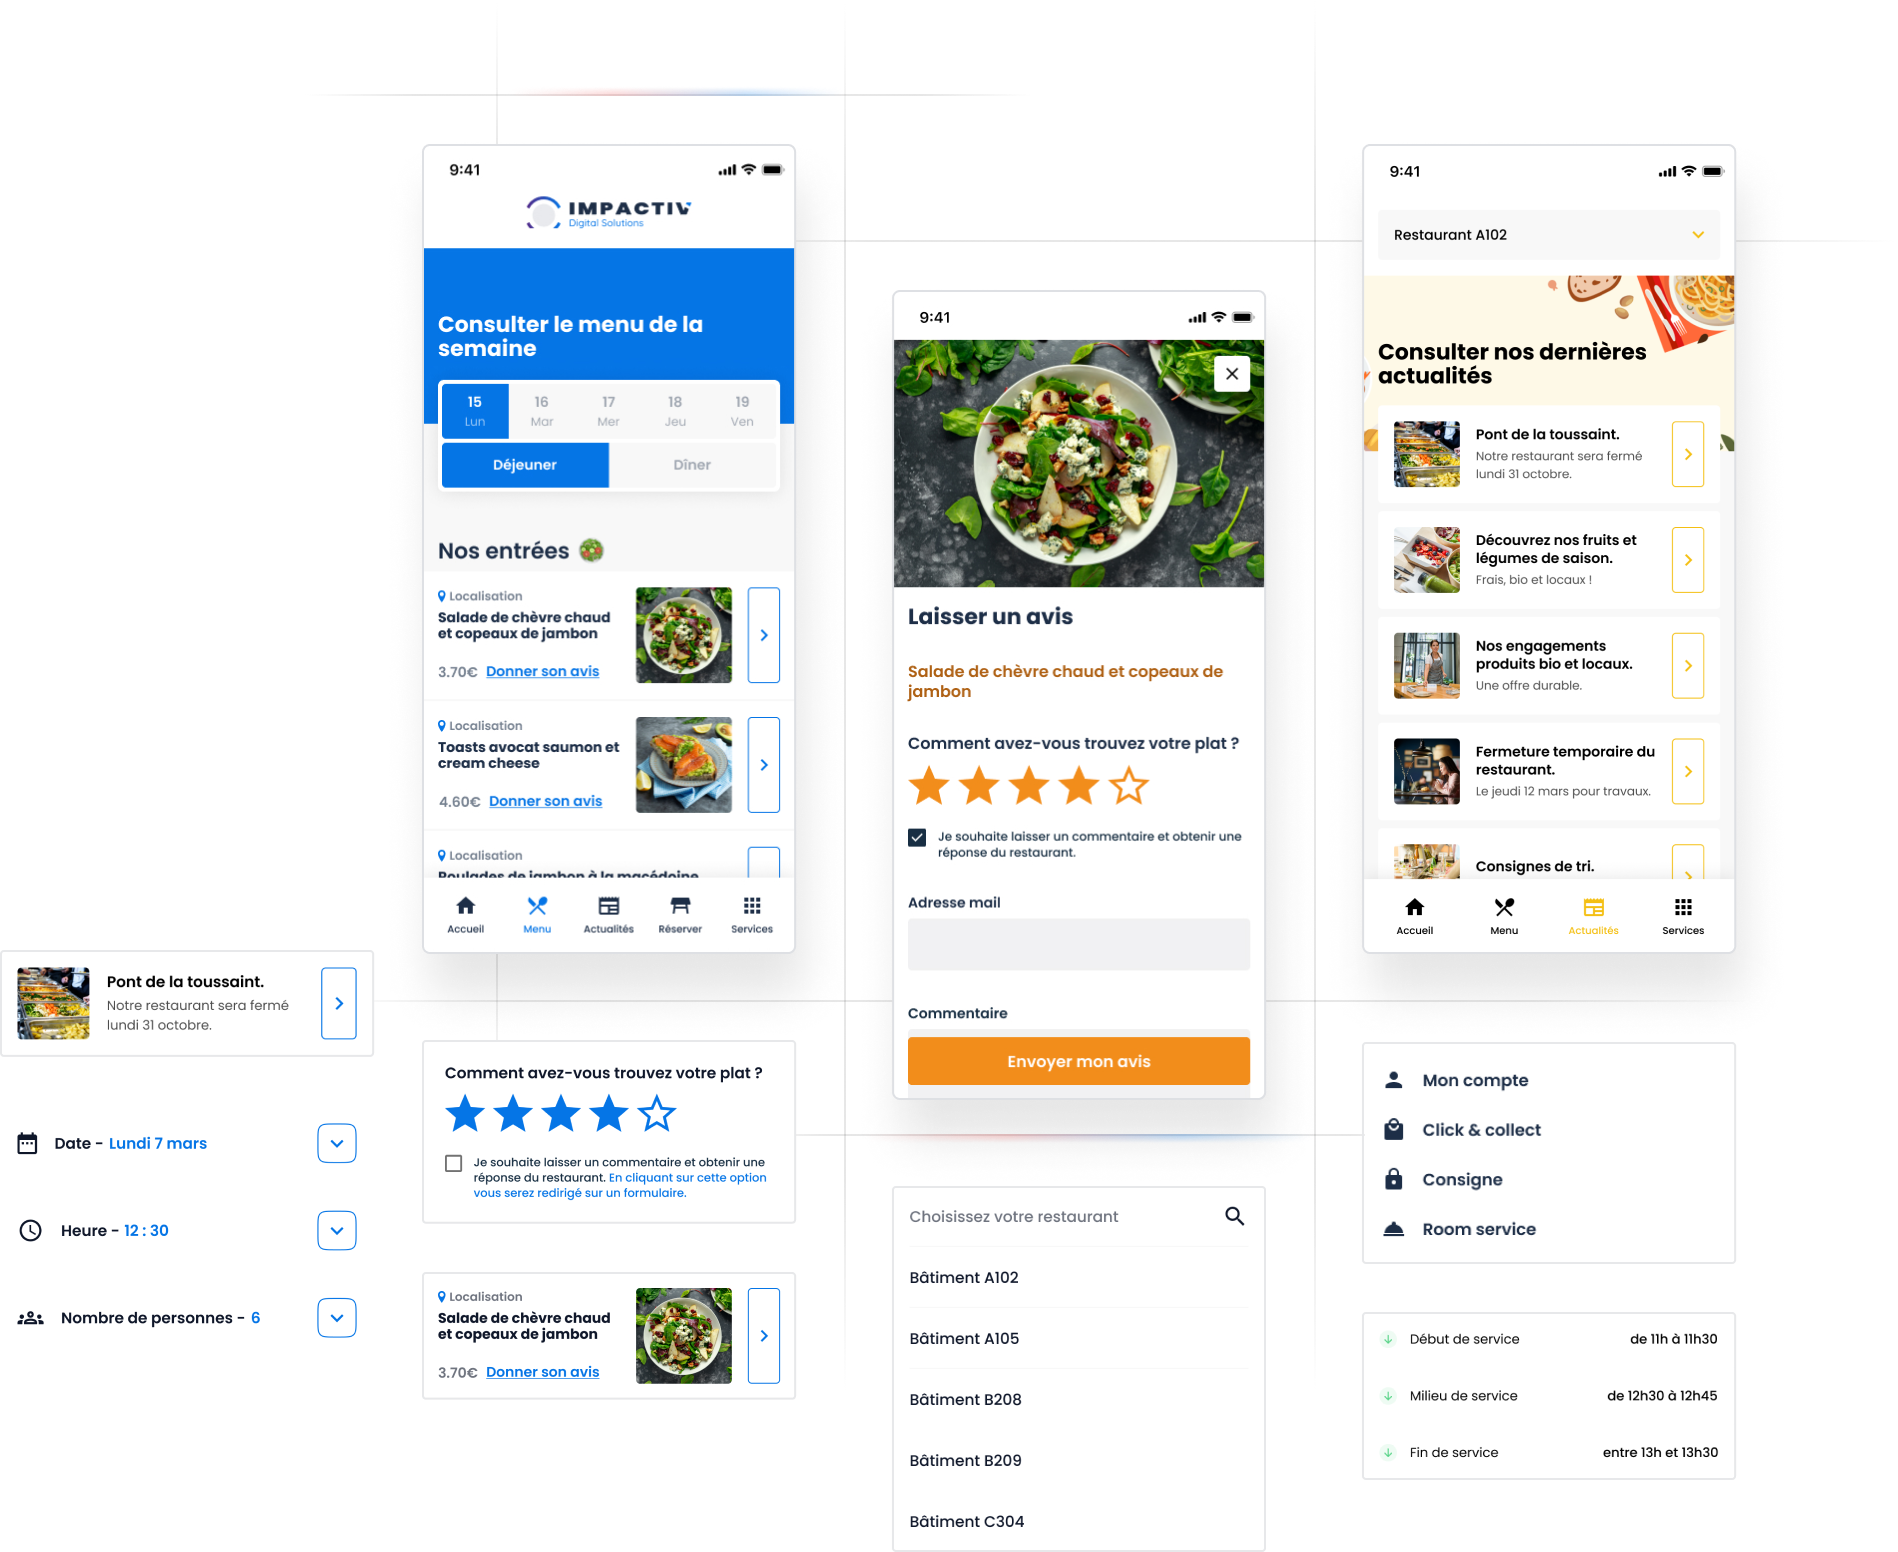 9:41
IMPACTIV
Digital Solutions
Consulter le menu de la
semaine
15 16 17 18 19
Lun Mar Mer Jeu Ven
Déjeuner Dîner
Nos entrées
Localisation
Salade de chèvre chaud
et copeaux de jambon
3.70€ Donner son avis
Localisation
Toasts avocat saumon et
cream cheese
4.60€ Donner son avis
Localisation
Roulades de jambon à la macédoine
Accueil Menu Actualités Réserver Services
9:41
Laisser un avis
Salade de chèvre chaud et copeaux de
jambon
Comment avez-vous trouvez votre plat ?
Je souhaite laisser un commentaire et obtenir une
réponse du restaurant.
Adresse mail
Commentaire
Envoyer mon avis
9:41
Restaurant A102
Consulter nos dernières
actualités
Pont de la toussaint.
Notre restaurant sera fermé
lundi 31 octobre.
Découvrez nos fruits et
légumes de saison.
Frais, bio et locaux !
Nos engagements
produits bio et locaux.
Une offre durable.
Fermeture temporaire du
restaurant.
Le jeudi 12 mars pour travaux.
Consignes de tri.
Accueil Menu Actualités Services
Pont de la toussaint.
Notre restaurant sera fermé
lundi 31 octobre.
Date - Lundi 7 mars
Heure - 12 : 30
Nombre de personnes - 6
Comment avez-vous trouvez votre plat ?
Je souhaite laisser un commentaire et obtenir une
réponse du restaurant. En cliquant sur cette option
vous serez redirigé sur un formulaire.
Localisation
Salade de chèvre chaud
et copeaux de jambon
3.70€ Donner son avis
Choisissez votre restaurant
Bâtiment A102
Bâtiment A105
Bâtiment B208
Bâtiment B209
Bâtiment C304
Mon compte
Click & collect
Consigne
Room service
Début de service de 11h à 11h30
Milieu de service de 12h30 à 12h45
Fin de service entre 13h et 13h30